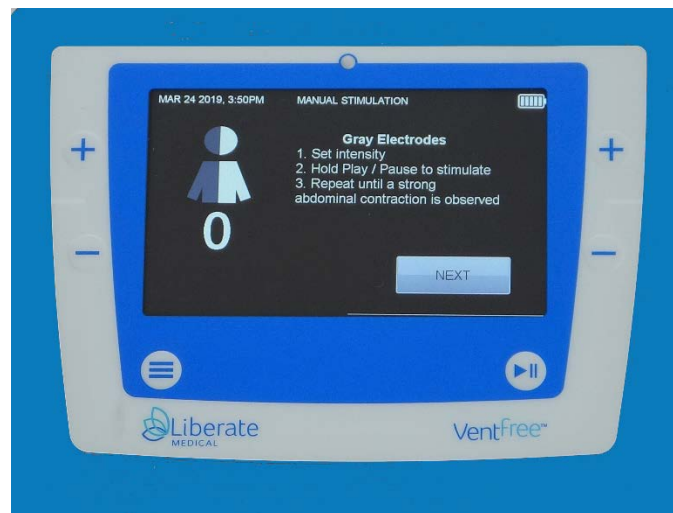 MAR 24 2019, 3:50PM
MANUAL STIMULATION
Gray Electrodes
1. Set intensity
2. Hold Play / Pause to stimulate
3. Repeat until a strong
abdominal contraction is observed
0
NEXT
Liberate
MEDICAL
VentFree™